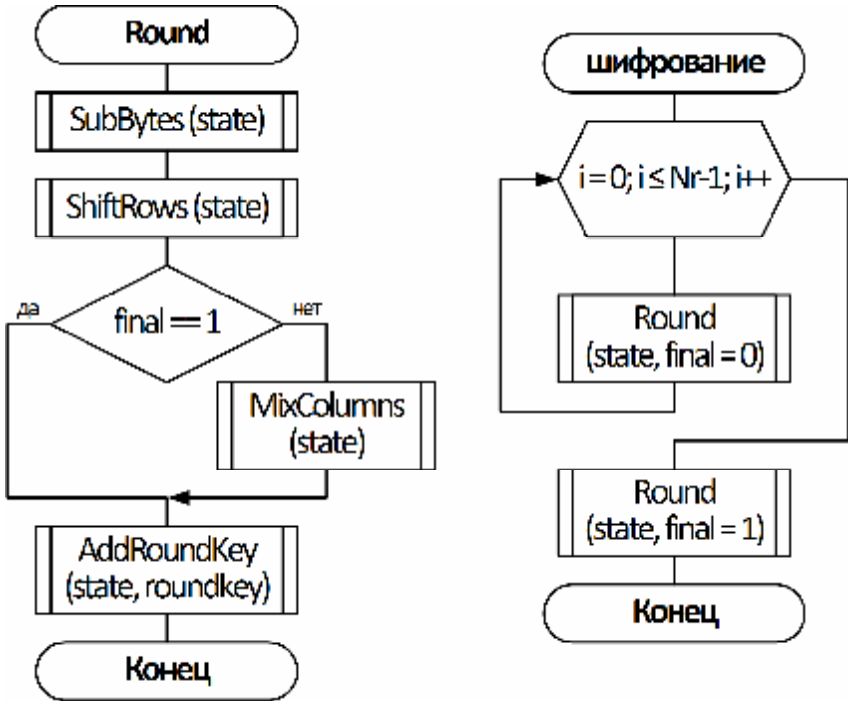 Round
SubBytes (state)
ShiftRows (state)
да
final == 1
нет
MixColumns
(state)
AddRoundKey
(state, roundkey)
Конец
шифрование
i = 0; i ≤ Nr-1; i++
Round
(state, final = 0)
Round
(state, final = 1)
Конец